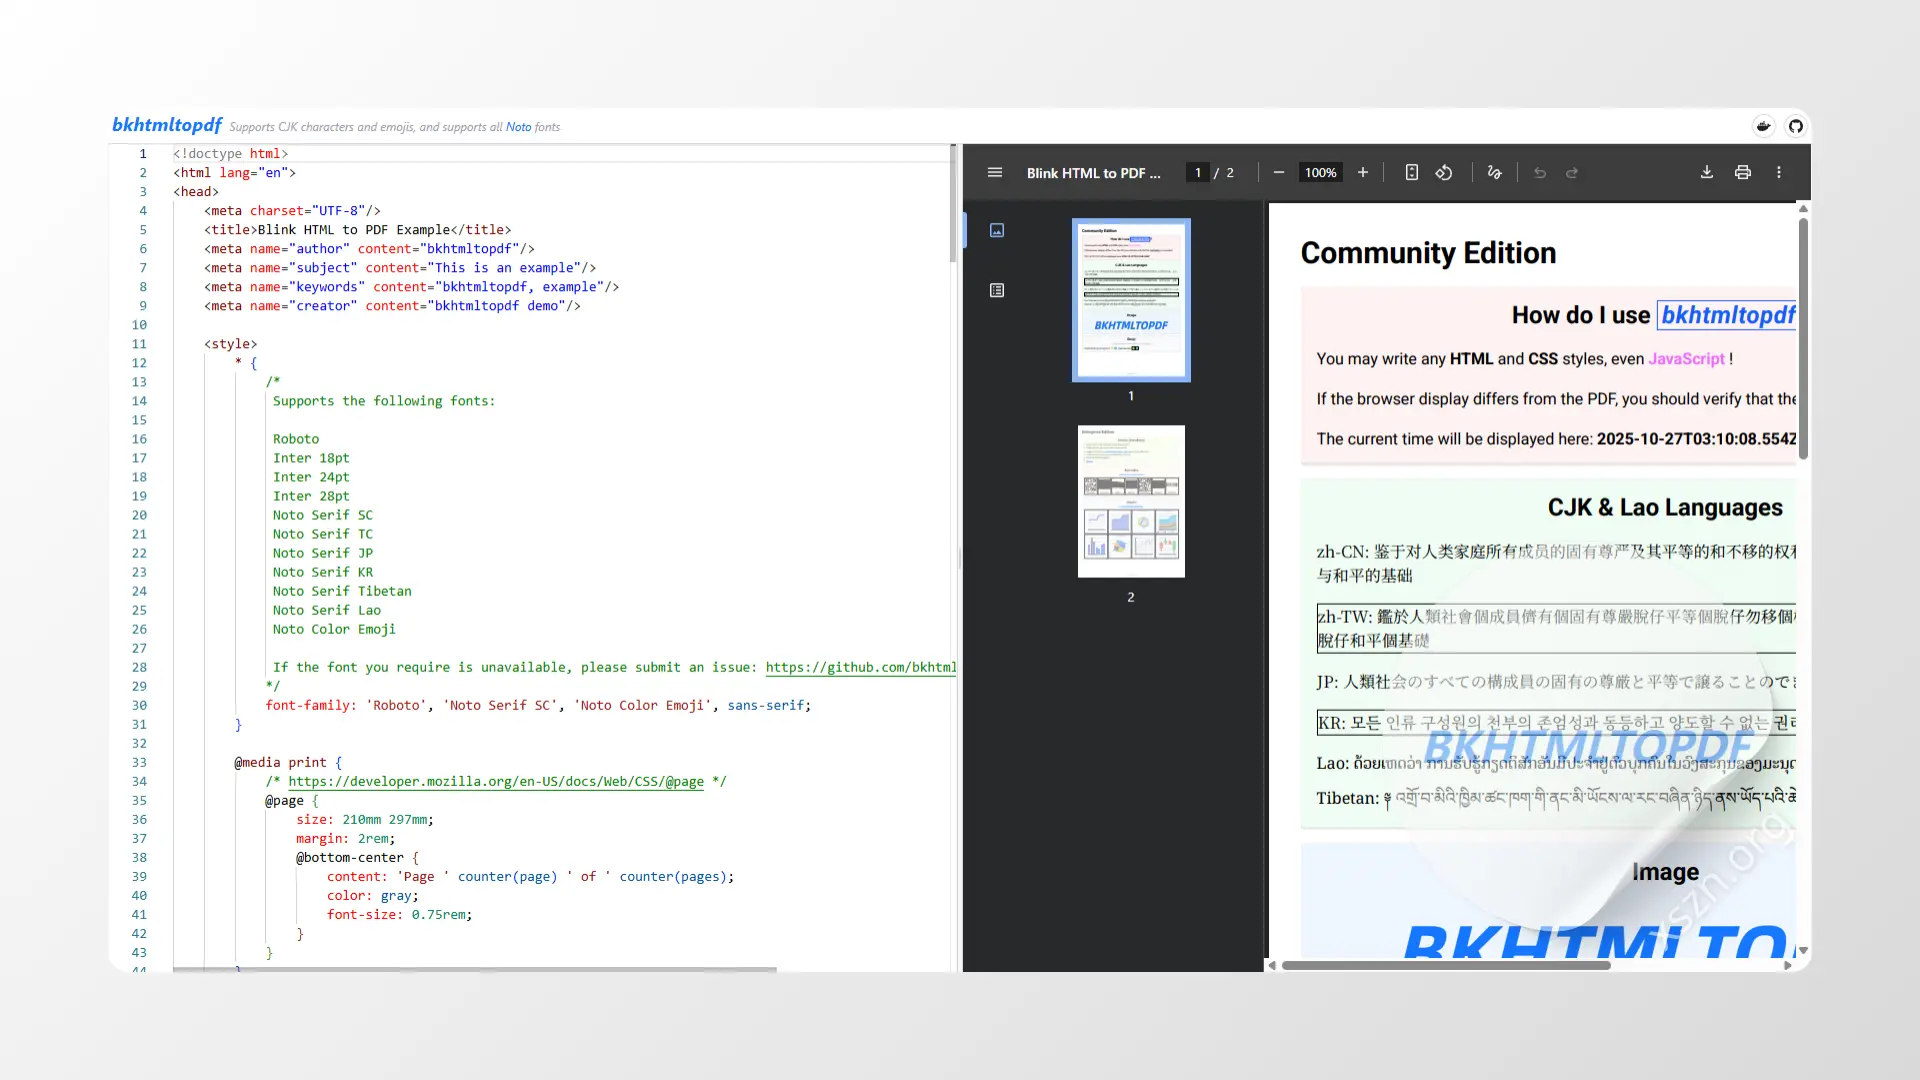 bkhtmltopdf Supports CJK characters and emojis, and supports all Noto fonts
1 <!doctype html>
2 <html lang="en">
3 <head>
4 <meta charset="UTF-8"/>
5 <title>Blink HTML to PDF Example</title>
6 <meta name="author" content="bkhtmltopdf"/>
7 <meta name="subject" content="This is an example"/>
8 <meta name="keywords" content="bkhtmltopdf, example"/>
9 <meta name="creator" content="bkhtmltopdf demo"/>
10
11 <style>
12 * {
13 /*
14 Supports the following fonts:
15
16 Roboto
17 Inter 18pt
18 Inter 24pt
19 Inter 28pt
20 Noto Serif SC
21 Noto Serif TC
22 Noto Serif JP
23 Noto Serif KR
24 Noto Serif Tibetan
25 Noto Serif Lao
26 Noto Color Emoji
27
28 If the font you require is unavailable, please submit an issue: https://github.com/bkhtml
29 */
30 font-family: 'Roboto', 'Noto Serif SC', 'Noto Color Emoji', sans-serif;
31 }
32
33 @media print {
34 /* https://developer.mozilla.org/en-US/docs/Web/CSS/@page */
35 @page {
36 size: 210mm 297mm;
37 margin: 2rem;
38 @bottom-center {
39 content: 'Page ' counter(page) ' of ' counter(pages);
40 color: gray;
41 font-size: 0.75rem;
42 }
43 }
44 }
Blink HTML to PDF ... 1 / 2 100%
Community Edition
BKHTMLTOPDF
1
2
Community Edition
How do I use bkhtmltopdf
You may write any HTML and CSS styles, even JavaScript !
If the browser display differs from the PDF, you should verify that the
The current time will be displayed here: 2025-10-27T03:10:08.554Z
CJK & Lao Languages
zh-CN: 鉴于对人类家庭所有成员的固有尊严及其平等的和不移的权利
与和平的基础
zh-TW: 鑑於人類社會個成員儕有個固有尊嚴脫仔平等個脫仔勿移個
脫仔和平個基礎
JP: 人類社会のすべての構成員の固有の尊厳と平等で譲ることのでき
KR: 모든 인류 구성원의 천부의 존엄성과 동등하고 양도할 수 없는 권리
BKHTMLTOPDF
Lao:
Tibetan:
Image
BKHTMLTO
xszn.org